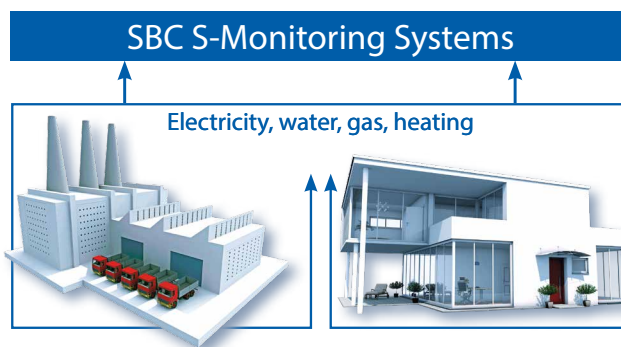 SBC S-Monitoring Systems
Electricity, water, gas, heating